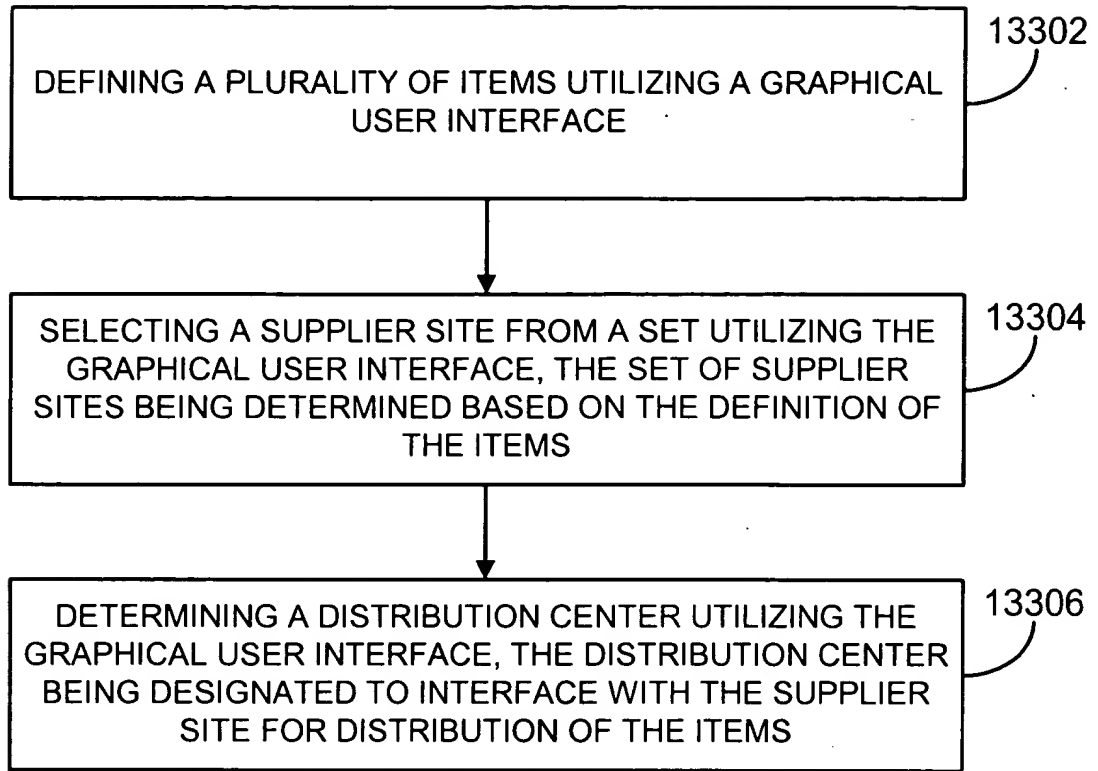 13302
DEFINING A PLURALITY OF ITEMS UTILIZING A GRAPHICAL
USER INTERFACE
13304
SELECTING A SUPPLIER SITE FROM A SET UTILIZING THE
GRAPHICAL USER INTERFACE, THE SET OF SUPPLIER
SITES BEING DETERMINED BASED ON THE DEFINITION OF
THE ITEMS
13306
DETERMINING A DISTRIBUTION CENTER UTILIZING THE
GRAPHICAL USER INTERFACE, THE DISTRIBUTION CENTER
BEING DESIGNATED TO INTERFACE WITH THE SUPPLIER
SITE FOR DISTRIBUTION OF THE ITEMS